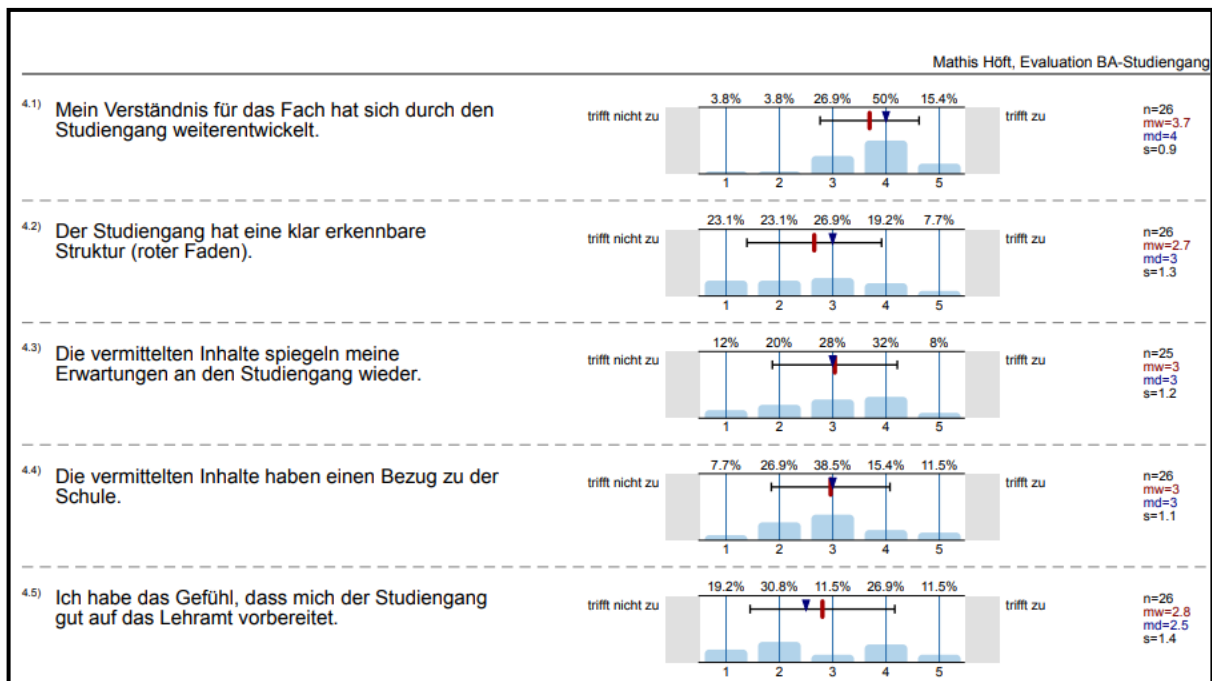 Mathis Höft, Evaluation BA-Studiengang
4.1) Mein Verständnis für das Fach hat sich durch den
Studiengang weiterentwickelt.
trifft nicht zu
3.8% 3.8% 26.9% 50% 15.4%
1 2 3 4 5
trifft zu
n=26
mw=3.7
md=4
s=0.9
4.2) Der Studiengang hat eine klar erkennbare
Struktur (roter Faden).
trifft nicht zu
23.1% 23.1% 26.9% 19.2% 7.7%
1 2 3 4 5
trifft zu
n=26
mw=2.7
md=3
s=1.3
4.3) Die vermittelten Inhalte spiegeln meine
Erwartungen an den Studiengang wieder.
trifft nicht zu
12% 20% 28% 32% 8%
1 2 3 4 5
trifft zu
n=25
mw=3
md=3
s=1.2
4.4) Die vermittelten Inhalte haben einen Bezug zu der
Schule.
trifft nicht zu
7.7% 26.9% 38.5% 15.4% 11.5%
1 2 3 4 5
trifft zu
n=26
mw=3
md=3
s=1.1
4.5) Ich habe das Gefühl, dass mich der Studiengang
gut auf das Lehramt vorbereitet.
trifft nicht zu
19.2% 30.8% 11.5% 26.9% 11.5%
1 2 3 4 5
trifft zu
n=26
mw=2.8
md=2.5
s=1.4